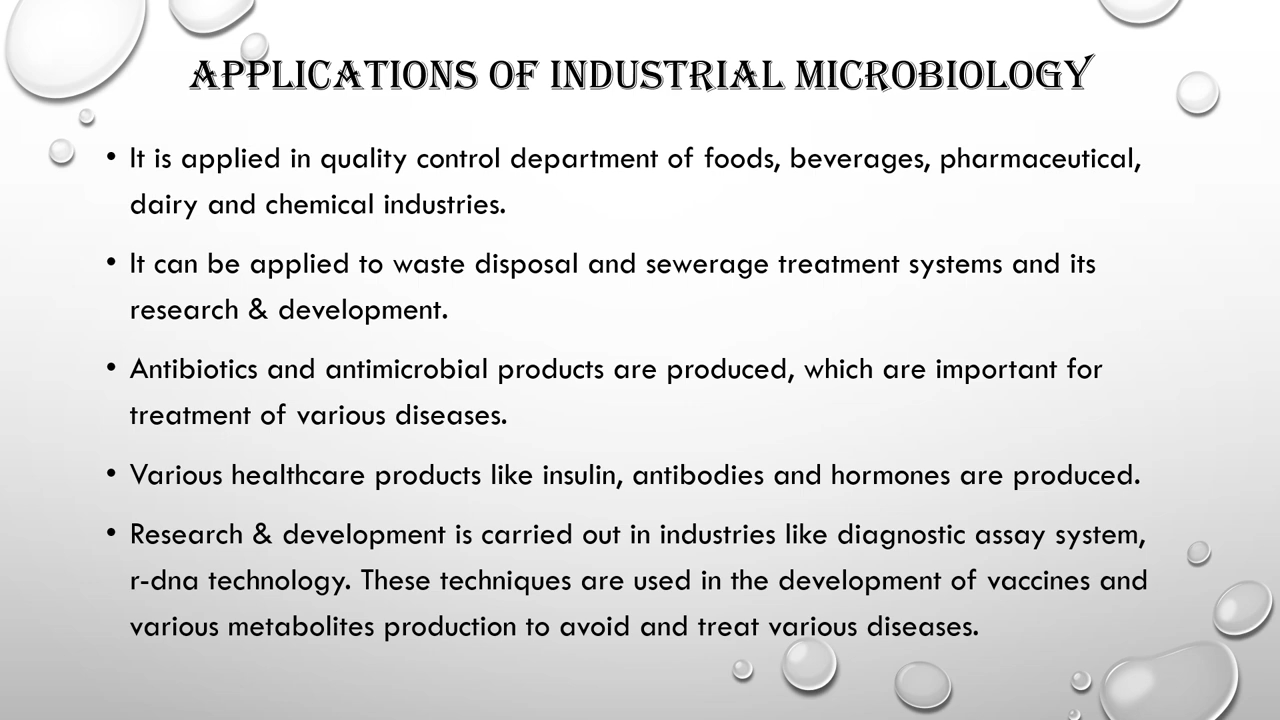 APPLICATIONS OF INDUSTRIAL MICROBIOLOGY
• It is applied in quality control department of foods, beverages, pharmaceutical,
dairy and chemical industries.
• It can be applied to waste disposal and sewerage treatment systems and its
research & development.
• Antibiotics and antimicrobial products are produced, which are important for
treatment of various diseases.
• Various healthcare products like insulin, antibodies and hormones are produced.
• Research & development is carried out in industries like diagnostic assay system,
r-dna technology. These techniques are used in the development of vaccines and
various metabolites production to avoid and treat various diseases.